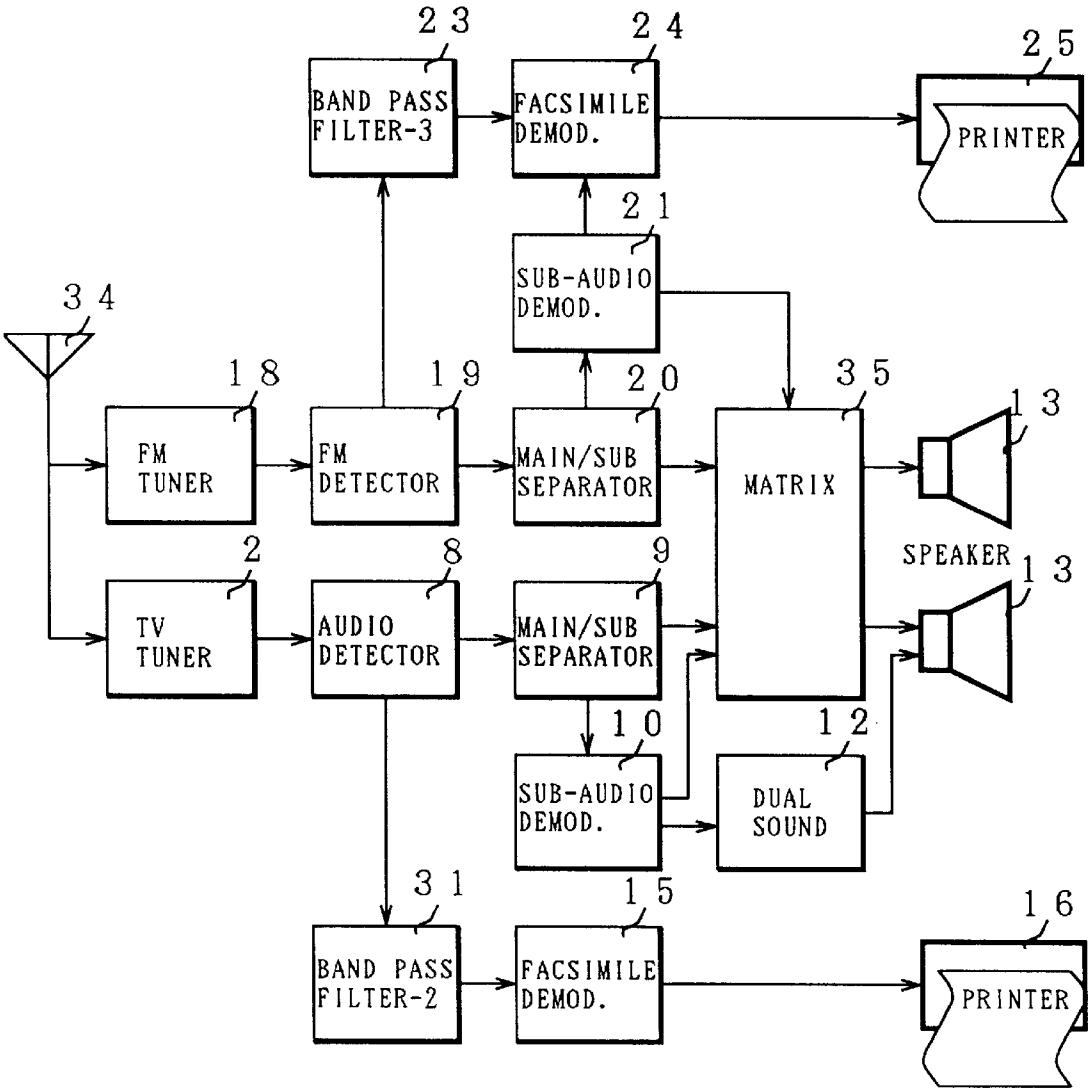 23
24
25
BAND PASS
FILTER-3
FACSIMILE
DEMOD.
PRINTER
21
SUB-AUDIO
DEMOD.
34
18
19
20
35
13
FM
TUNER
FM
DETECTOR
MAIN/SUB
SEPARATOR
MATRIX
SPEAKER
2
8
9
13
TV
TUNER
AUDIO
DETECTOR
MAIN/SUB
SEPARATOR
10
12
SUB-AUDIO
DEMOD.
DUAL
SOUND
31
15
16
BAND PASS
FILTER-2
FACSIMILE
DEMOD.
PRINTER